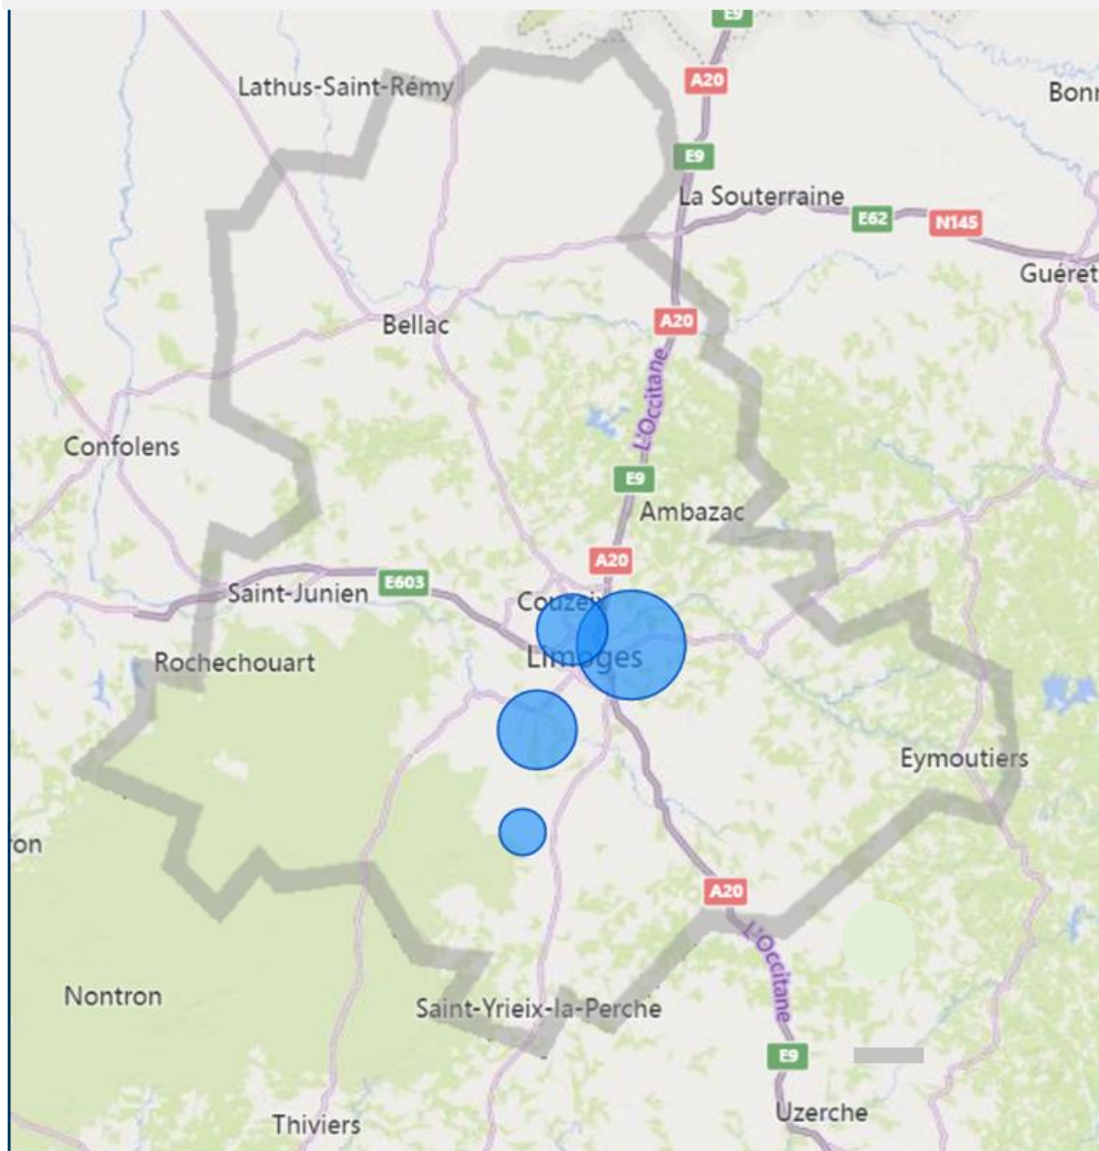 E9
Lathus-Saint-Rémy
A20
E9
La Souterraine
E62
N145
Guéret
Bellac
A20
L'Occitane
Confolens
E9
Ambazac
A20
Saint-Junien
E603
Couzeix
Limoges
Rochechouart
Eymoutiers
A20
L'Occitane
Nontron
Saint-Yrieix-la-Perche
E9
Uzerche
Thiviers